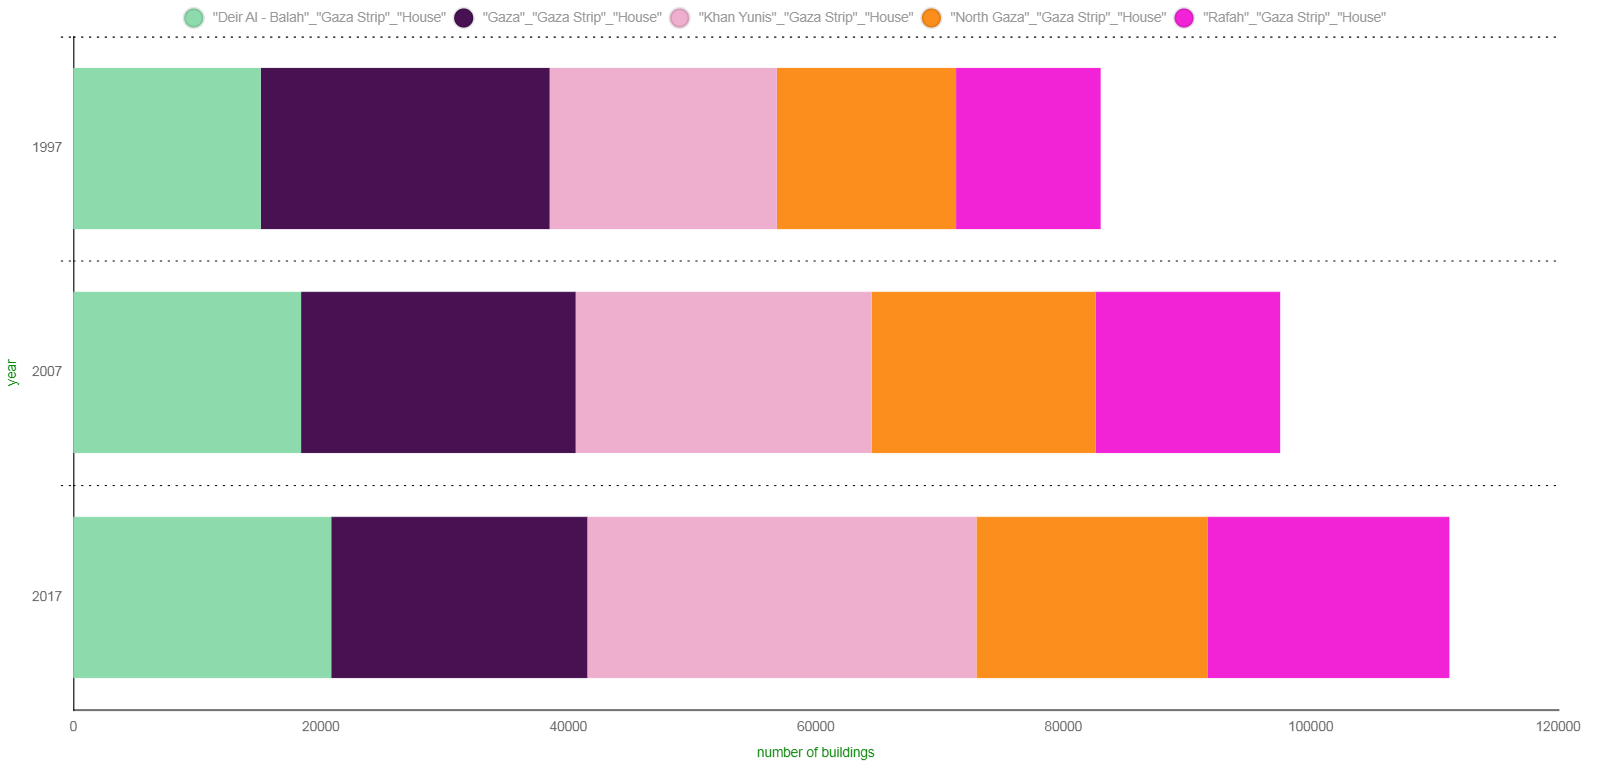 "Deir Al - Balah"_"Gaza Strip"_"House" "Gaza"_"Gaza Strip"_"House" "Khan Yunis"_"Gaza Strip"_"House" "North Gaza"_"Gaza Strip"_"House" "Rafah"_"Gaza Strip"_"House"
1997
year
2007
2017
0 20000 40000 60000 80000 100000 120000
number of buildings